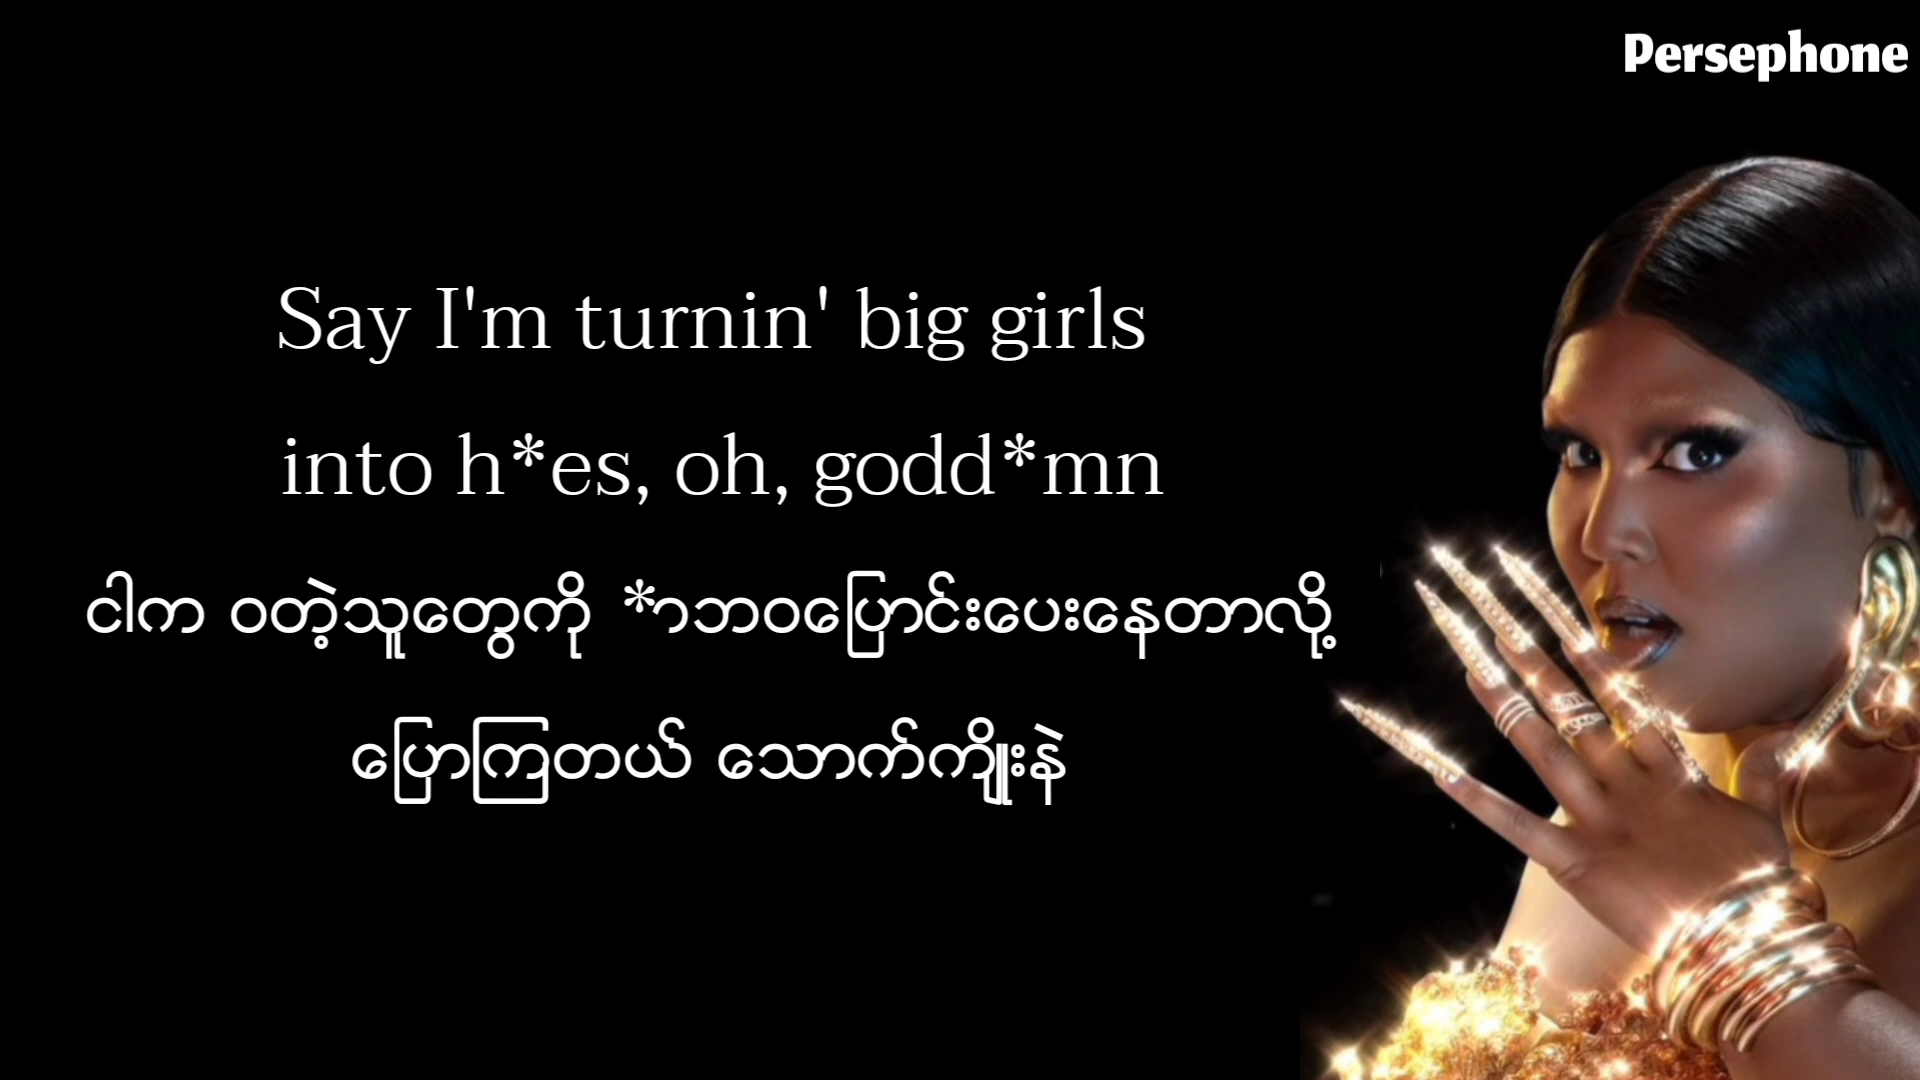 Persephone
Say I'm turnin' big girls
into h*es, oh, godd*mn
ငါက ဝတဲ့သူတွေကို *ာဘဝပြောင်းပေးနေတာလို့
ပြောကြတယ် သောက်ကျိုးနဲ